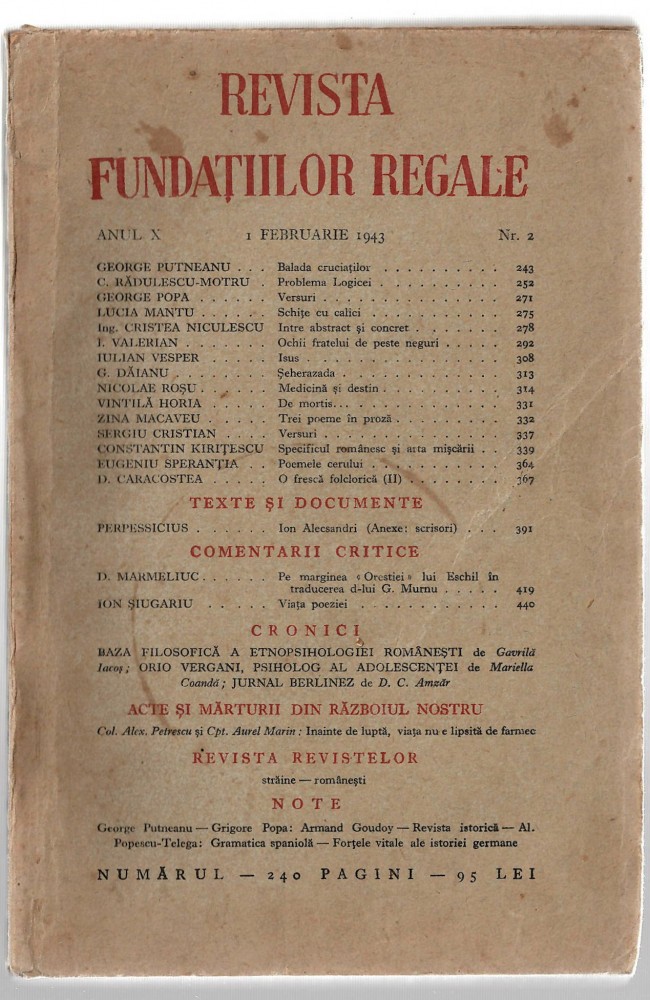 REVISTA
FUNDAȚIILOR REGALE
ANUL X 1 FEBRUARIE 1943 Nr. 2
GEORGE PUTNEANU . . . Balada cruciaților . . . . . . . . . . 243
C. RĂDULESCU-MOTRU . Problema Logicei . . . . . . . . . . 252
GEORGE POPA . . . . . . Versuri . . . . . . . . . . . . . . . 271
LUCIA MANTU . . . . . Schițe cu calici . . . . . . . . . . . 275
Ing. CRISTEA NICULESCU Intre abstract și concret . . . . . . . 278
I. VALERIAN . . . . . . Ochii fratelui de peste neguri . . . . . 292
IULIAN VESPER . . . . . Isus . . . . . . . . . . . . . . . . 308
G. DĂIANU . . . . . . . Șeherazada . . . . . . . . . . . . . 313
NICOLAE ROȘU . . . . . Medicină și destin . . . . . . . . . . 314
VINTILĂ HORIA . . . . . De mortis... . . . . . . . . . . . . 331
ZINA MACAVEU . . . . . Trei poeme în proză . . . . . . . . . 332
SERGIU CRISTIAN . . . . Versuri . . . . . . . . . . . . . . . 337
CONSTANTIN KIRIȚESCU Specificul românesc și arta mișcării . . 339
EUGENIU SPERANȚIA . . Poemele cerului . . . . . . . . . . . 364
D. CARACOSTEA . . . . . O frescă folclorică (II) . . . . . . . . 367
TEXTE ȘI DOCUMENTE
PERPESSICIUS . . . . . . Ion Alecsandri (Anexe: scrisori) . . . 391
COMENTARII CRITICE
D. MARMELIUC . . . . . . Pe marginea «Orestiei» lui Eschil în
traducerea d-lui G. Murnu . . . . . 419
ION ȘIUGARIU . . . . . Viața poeziei . . . . . . . . . . . . 440
CRONICI
BAZA FILOSOFICĂ A ETNOPSIHOLOGIEI ROMÂNEȘTI de Gavrilă
Iacoș; ORIO VERGANI, PSIHOLOG AL ADOLESCENȚEI de Mariella
Coandă; JURNAL BERLINEZ de D. C. Amzăr
ACTE ȘI MĂRTURII DIN RĂZBOIUL NOSTRU
Col. Alex. Petrescu și Cpt. Aurel Marin: Inainte de luptă, viața nu e lipsită de farmec
REVISTA REVISTELOR
străine — românești
NOTE
George Putneanu — Grigore Popa: Armand Goudoy — Revista istorică — Al.
Popescu-Telega: Gramatica spaniolă — Forțele vitale ale istoriei germane
NUMĂRUL — 240 PAGINI — 95 LEI